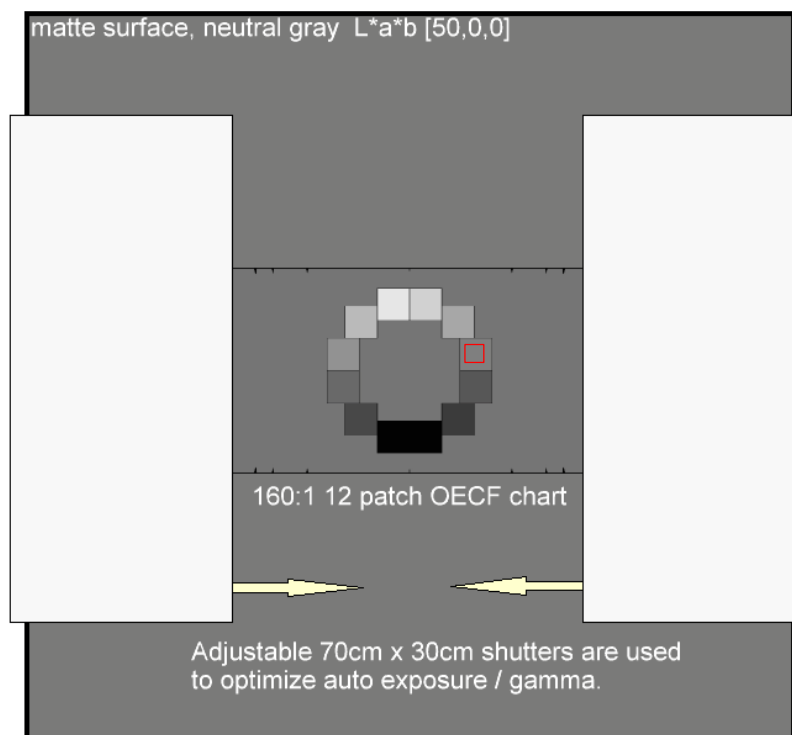 matte surface, neutral gray  L*a*b [50,0,0]
160:1 12 patch OECF chart
Adjustable 70cm x 30cm shutters are used
to optimize auto exposure / gamma.